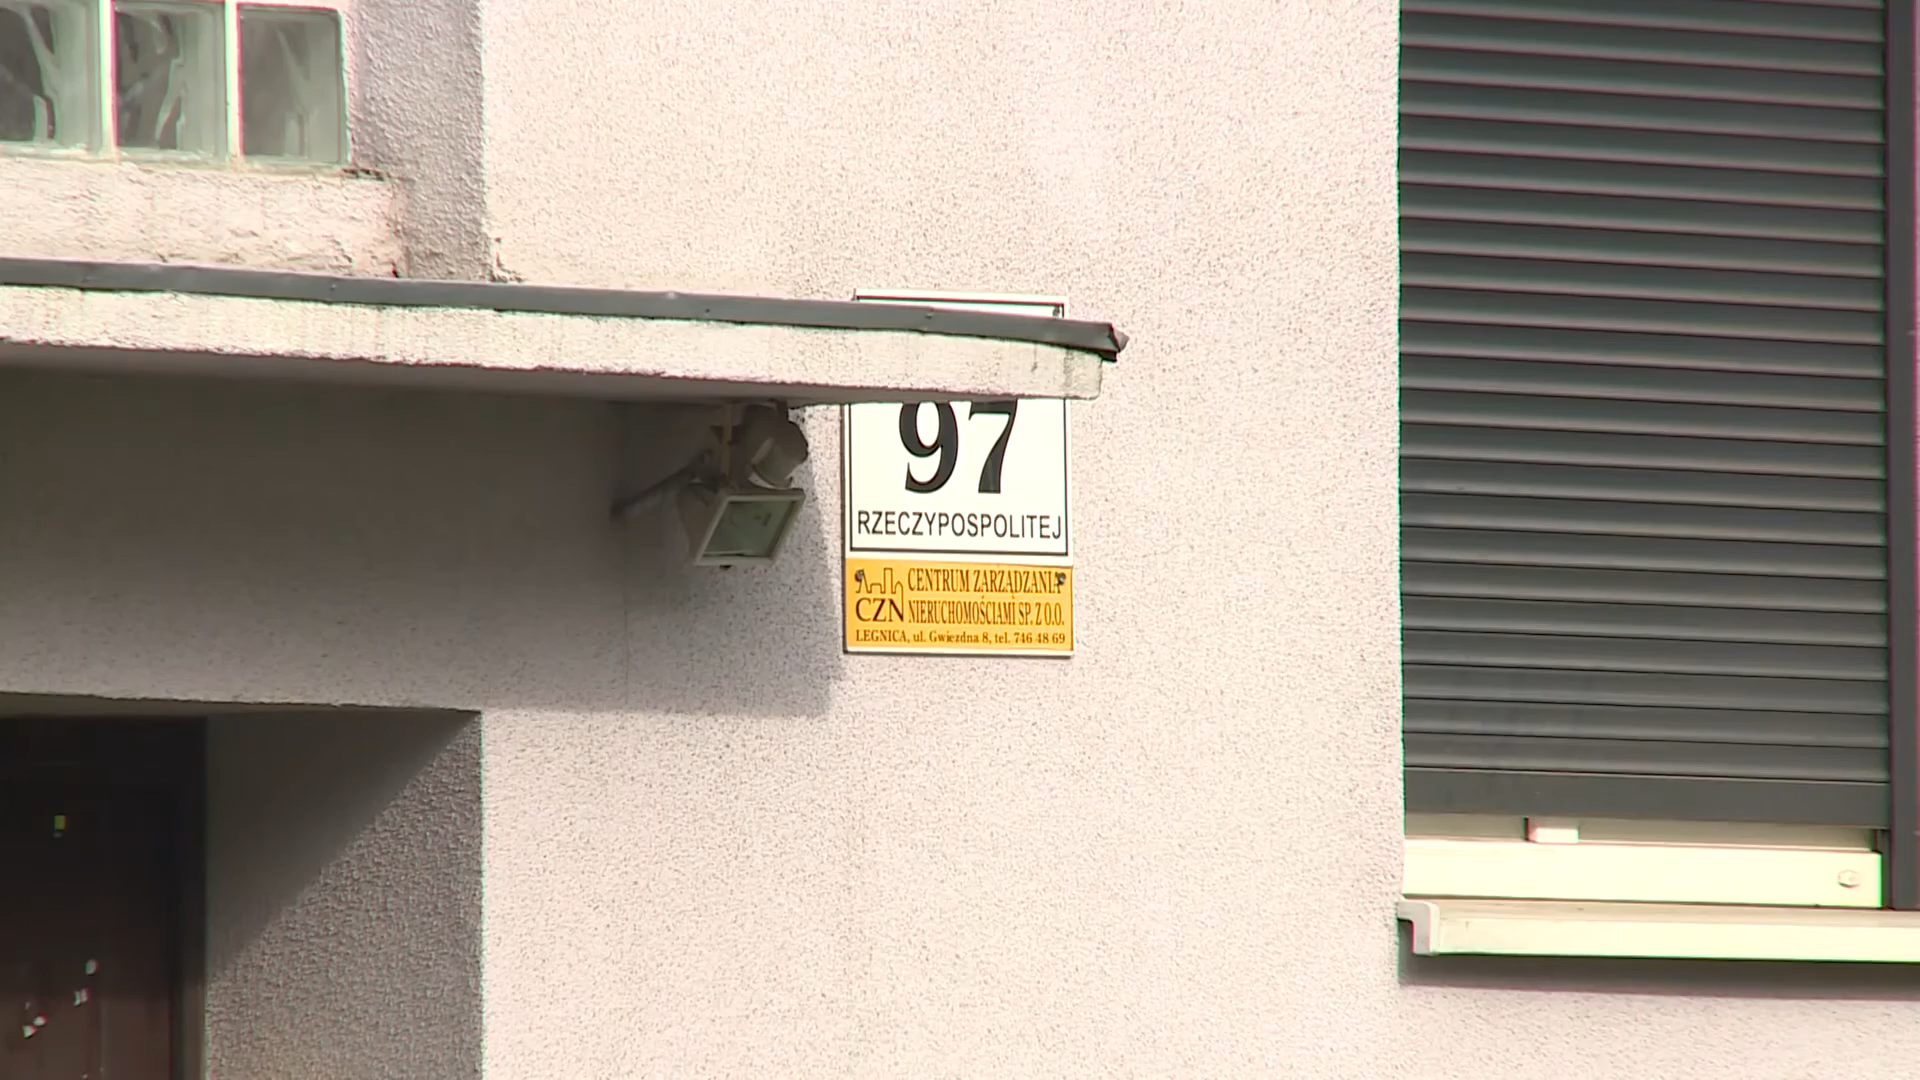 97
RZECZYPOSPOLITEJ
CENTRUM ZARZĄDZANIA
CZN NIERUCHOMOŚCIAMI SP. Z O.O.
LEGNICA, ul. Gwiezdna 8, tel. 746 48 69